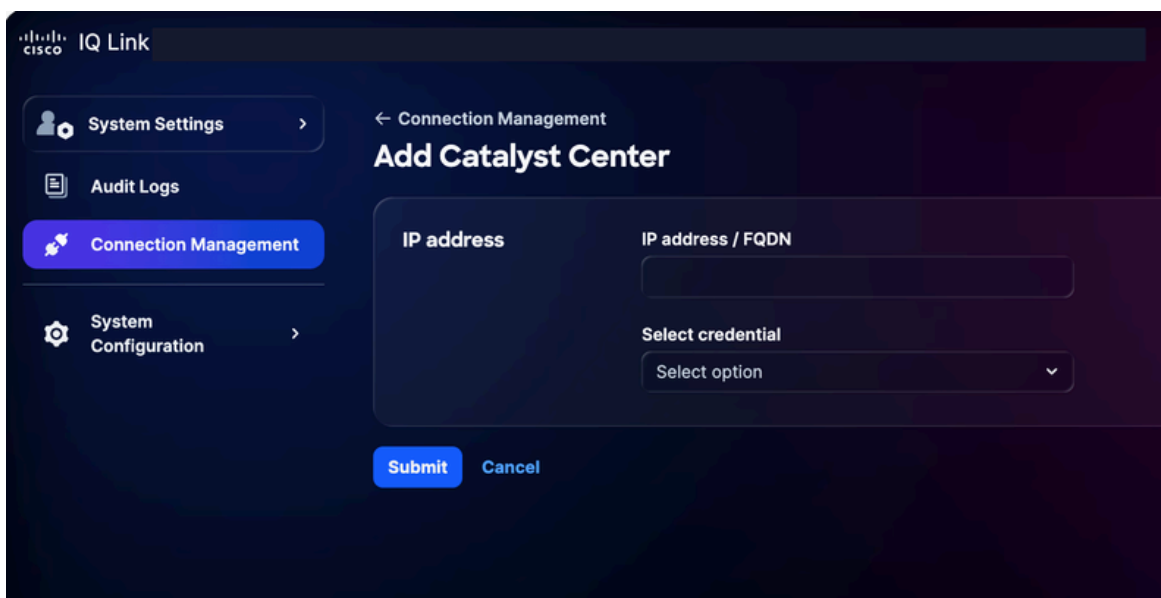 CISCO IQ Link
System Settings
Audit Logs
Connection Management
System
Configuration
← Connection Management
Add Catalyst Center
IP address
IP address / FQDN
Select credential
Select option
Submit Cancel